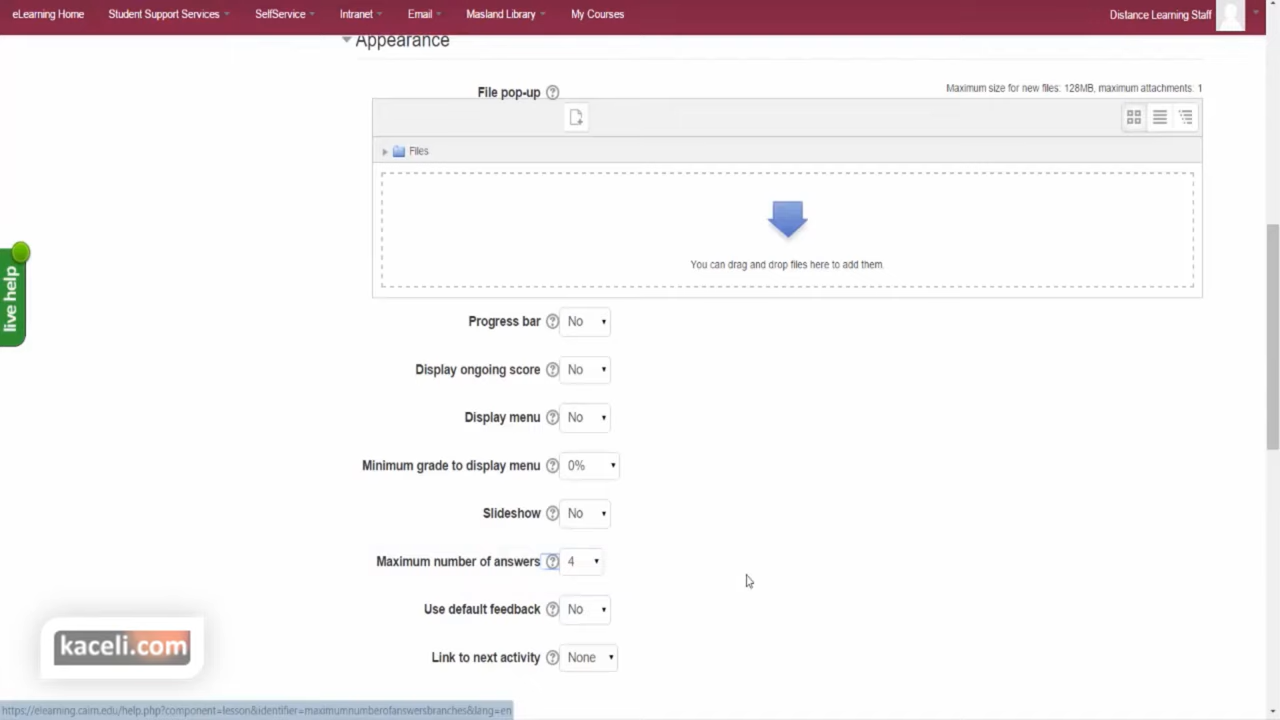 eLearning Home Student Support Services SelfService Intranet Email Masland Library My Courses Distance Learning Staff
Appearance
File pop-up
Maximum size for new files: 128MB, maximum attachments: 1
Files
You can drag and drop files here to add them
Progress bar No
Display ongoing score No
Display menu No
Minimum grade to display menu 0%
Slideshow No
Maximum number of answers 4
Use default feedback No
Link to next activity None
live help
kaceli.com
https://elearning.cairn.edu/help.php?component=lesson&identifier=maximumnumberofanswersbranches&lang=en